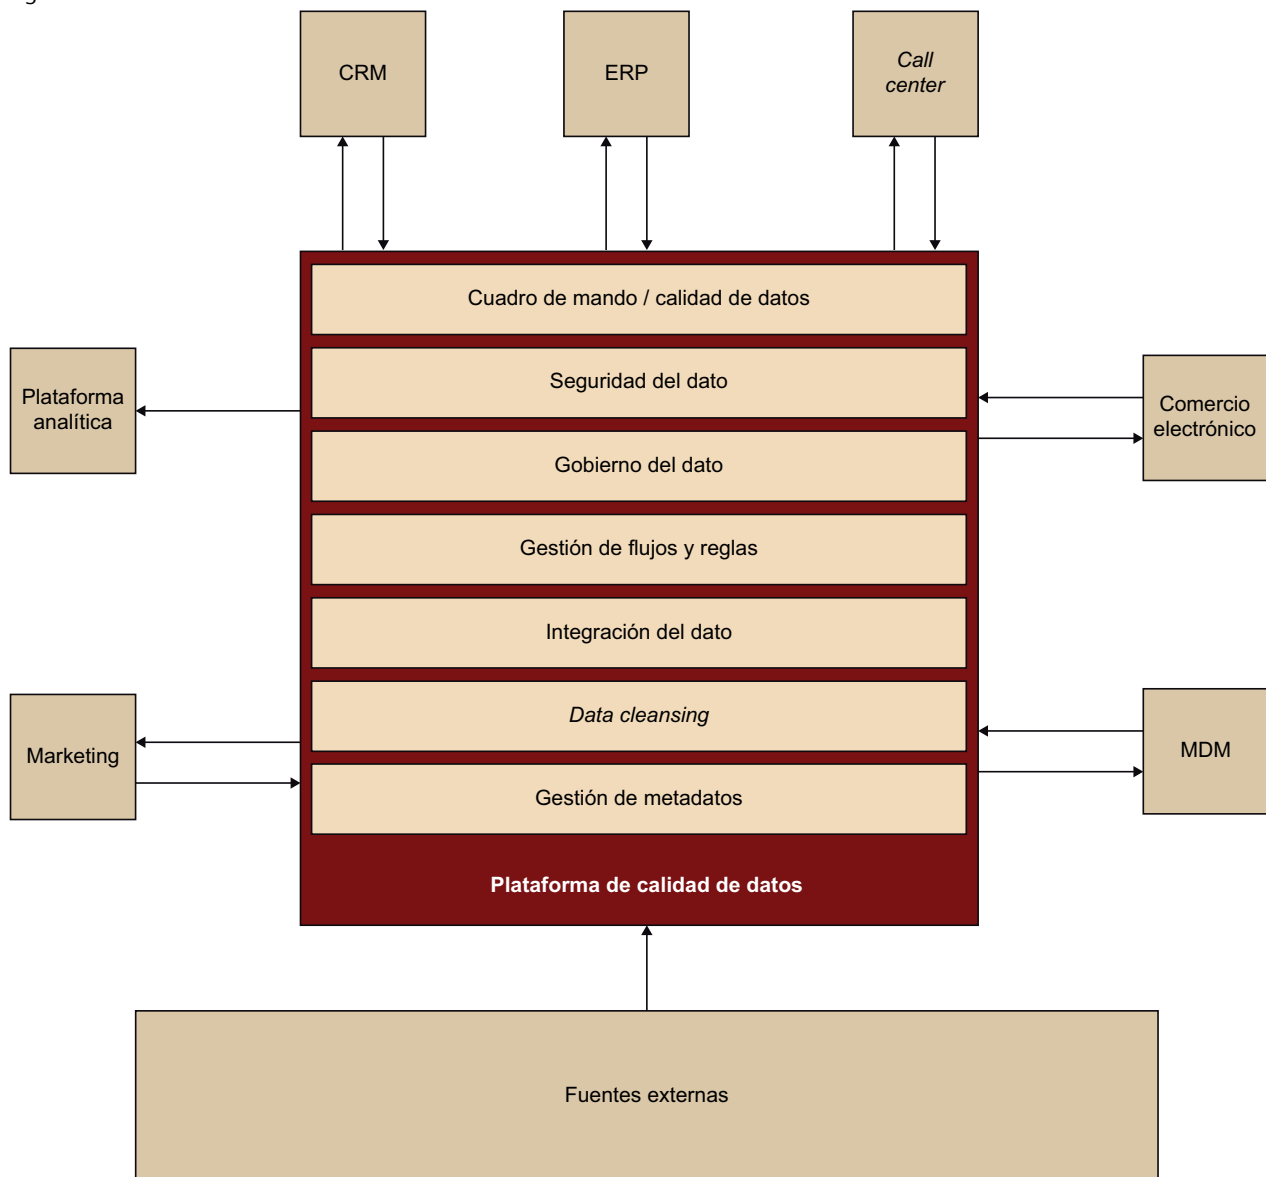 CRM
ERP
Call
center
Cuadro de mando / calidad de datos
Seguridad del dato
Plataforma
analítica
Comercio
electrónico
Gobierno del dato
Gestión de flujos y reglas
Integración del dato
Data cleansing
Marketing
MDM
Gestión de metadatos
Plataforma de calidad de datos
Fuentes externas